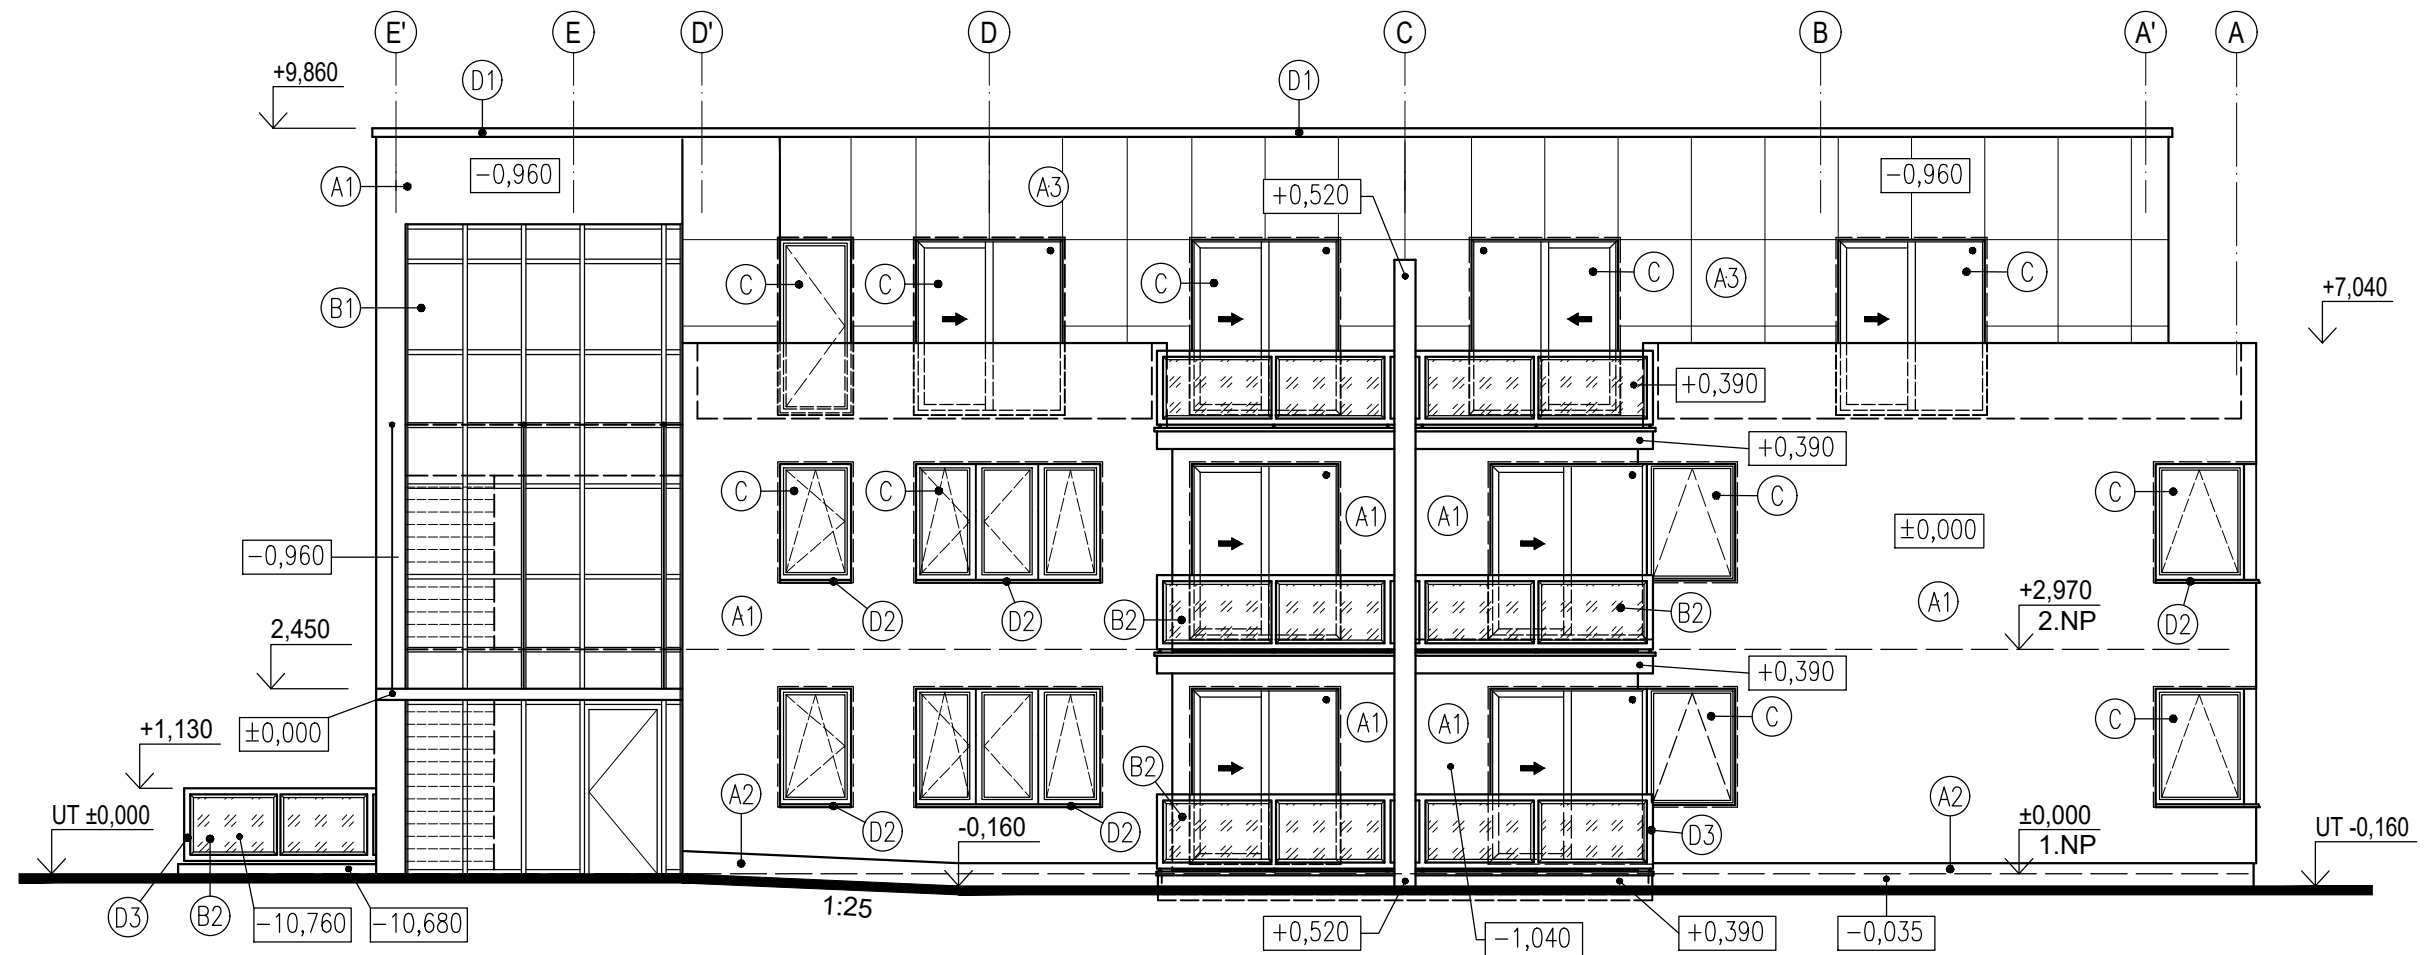 E' E D' D C B A' A
+9,860 D1 D1
A1 −0,960 A3 +0,520 −0,960
B1 C C C C A3 C +7,040
+0,390
+0,390
C C A1 A1 C ±0,000 C
−0,960
A1 D2 D2 B2 B2 A1 +2,970 D2
2.NP
2,450
+0,390
+1,130 ±0,000 A1 A1 C C
B2
A2 A2
UT ±0,000 D2 -0,160 D2 D3 ±0,000 UT -0,160
1.NP
1:25
D3 B2 −10,760 −10,680 +0,520 −1,040 +0,390 −0,035